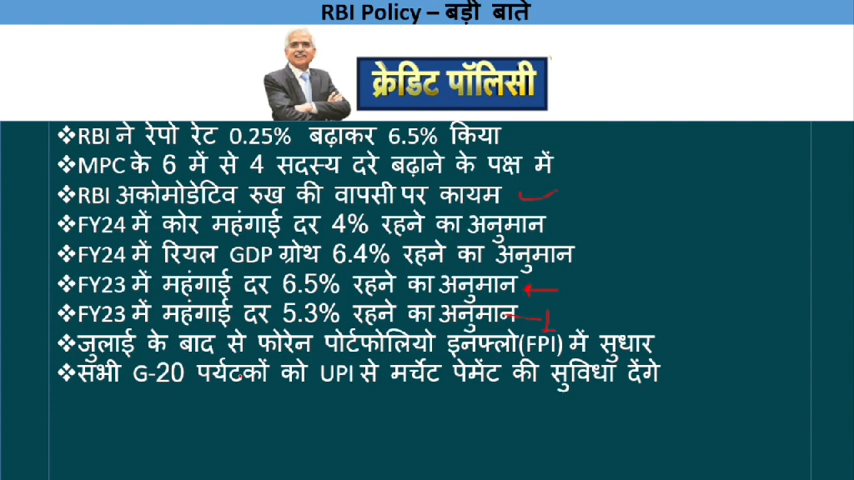 RBI Policy – बड़ी बातें
क्रेडिट पॉलिसी
❖RBI ने रेपो रेट 0.25% बढ़ाकर 6.5% किया
❖MPC के 6 में से 4 सदस्य दरे बढ़ाने के पक्ष में
❖RBI अकोमोडेटिव रुख की वापसी पर कायम
❖FY24 में कोर महंगाई दर 4% रहने का अनुमान
❖FY24 में रियल GDP ग्रोथ 6.4% रहने का अनुमान
❖FY23 में महंगाई दर 6.5% रहने का अनुमान
❖FY23 में महंगाई दर 5.3% रहने का अनुमान
❖जुलाई के बाद से फोरेन पोर्टफोलियो इनफ्लो(FPI) में सुधार
❖सभी G-20 पर्यटकों को UPI से मर्चेंट पेमेंट की सुविधा देंगे